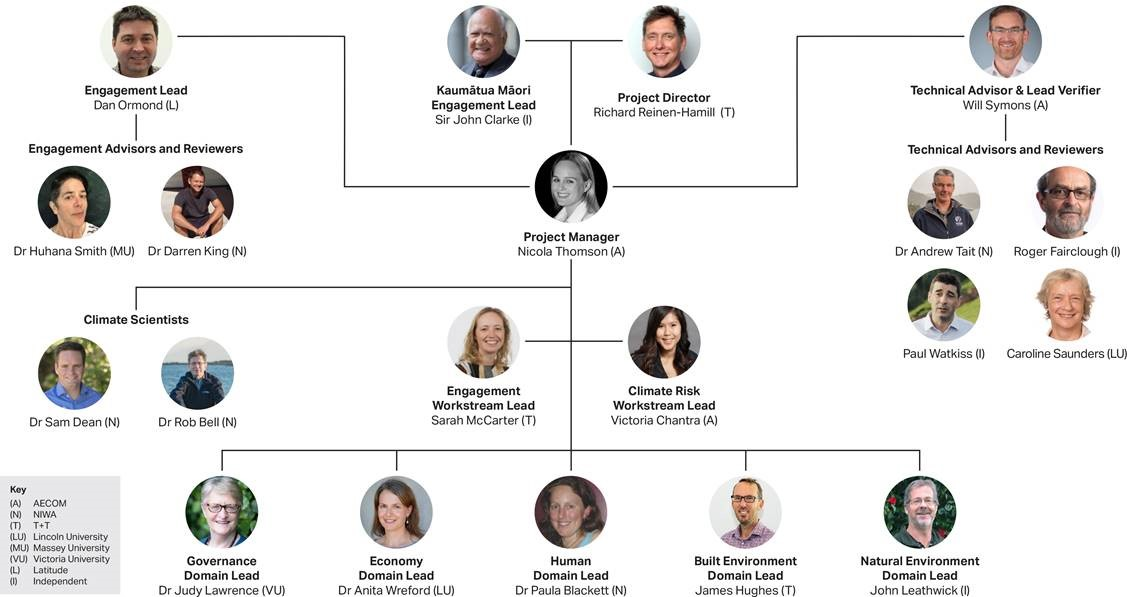 Engagement Lead
Dan Ormond (L)
Kaumātua Māori
Engagement Lead
Sir John Clarke (I)
Project Director
Richard Reinen-Hamill (T)
Technical Advisor & Lead Verifier
Will Symons (A)
Engagement Advisors and Reviewers
Dr Huhana Smith (MU)
Dr Darren King (N)
Technical Advisors and Reviewers
Dr Andrew Tait (N)
Roger Fairclough (I)
Paul Watkiss (I)
Caroline Saunders (LU)
Project Manager
Nicola Thomson (A)
Climate Scientists
Dr Sam Dean (N)
Dr Rob Bell (N)
Engagement
Workstream Lead
Sarah McCarter (T)
Climate Risk
Workstream Lead
Victoria Chantra (A)
Key
(A) AECOM
(N) NIWA
(T) T+T
(LU) Lincoln University
(MU) Massey University
(VU) Victoria University
(L) Latitude
(I) Independent
Governance
Domain Lead
Dr Judy Lawrence (VU)
Economy
Domain Lead
Dr Anita Wreford (LU)
Human
Domain Lead
Dr Paula Blackett (N)
Built Environment
Domain Lead
James Hughes (T)
Natural Environment
Domain Lead
John Leathwick (I)